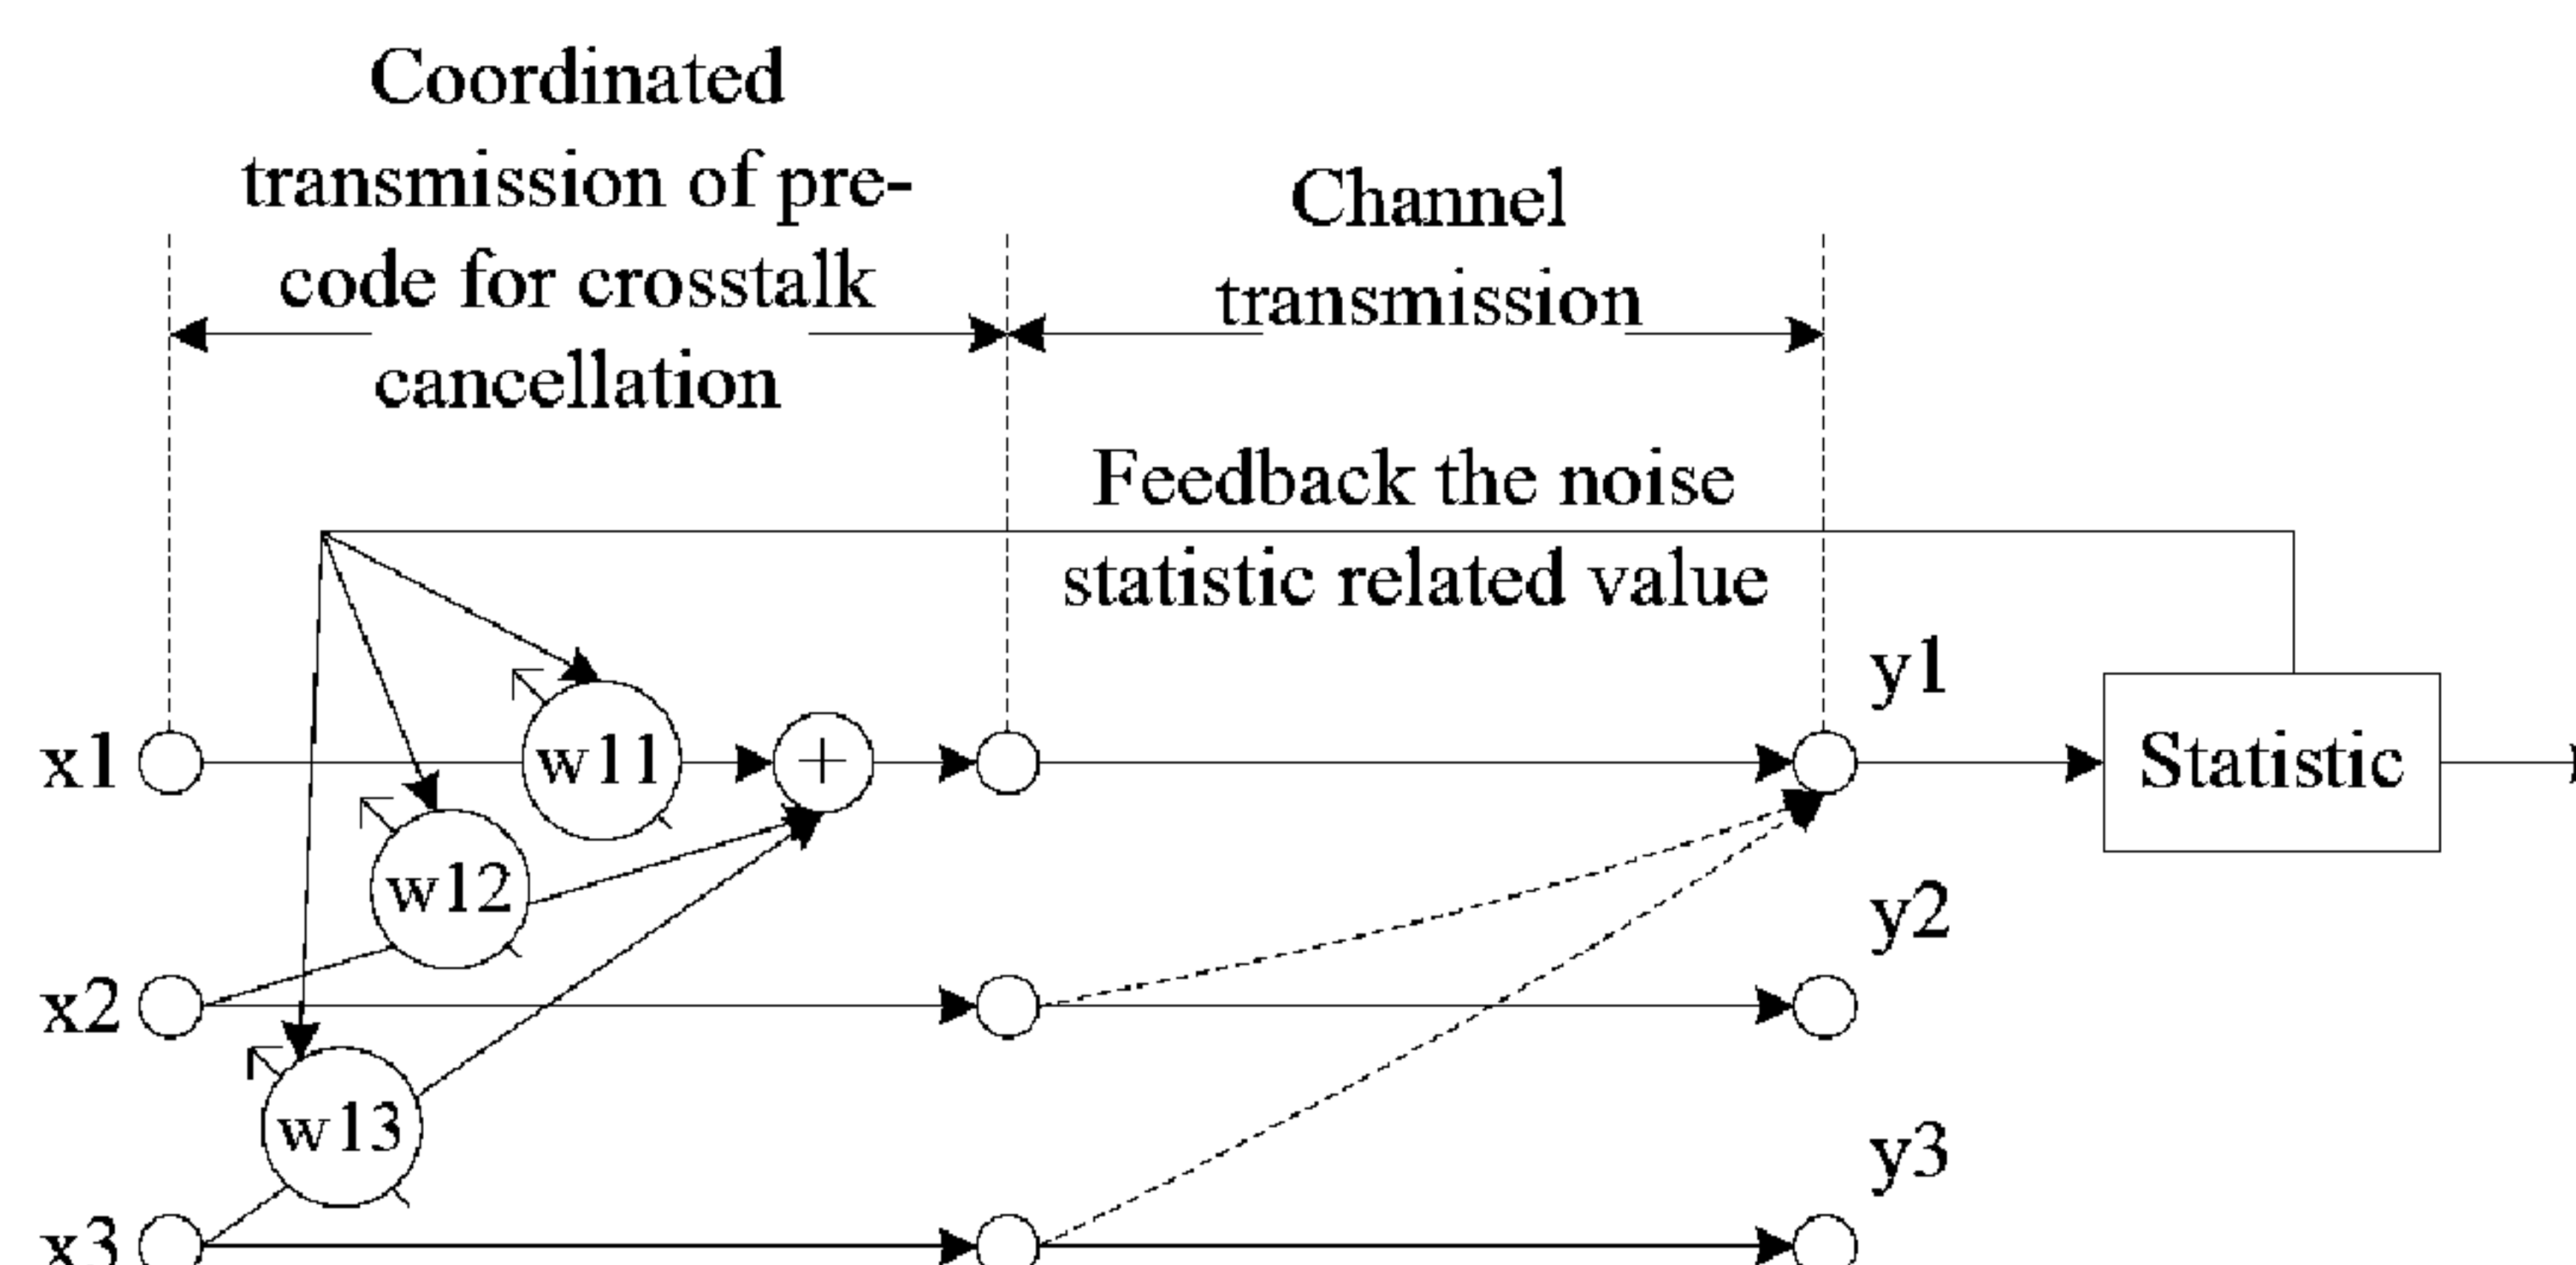 Coordinated
transmission of pre-
code for crosstalk
cancellation
Channel
transmission
Feedback the noise
statistic related value
y1
x1
w11
+
Statistic
w12
y2
x2
w13
y3
x3